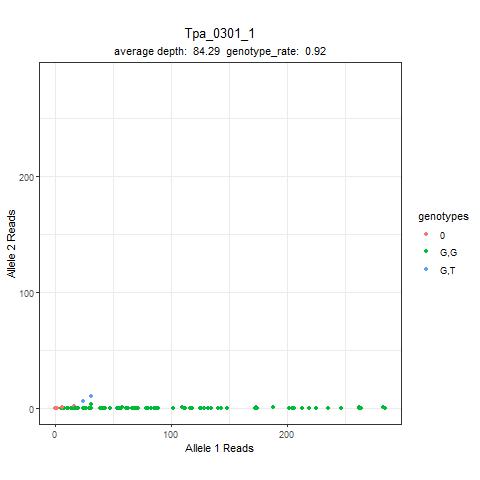 Tpa_0301_1
average depth: 84.29 genotype_rate: 0.92
Allele 2 Reads
200
100
0
0 100 200
Allele 1 Reads
genotypes
0
G,G
G,T